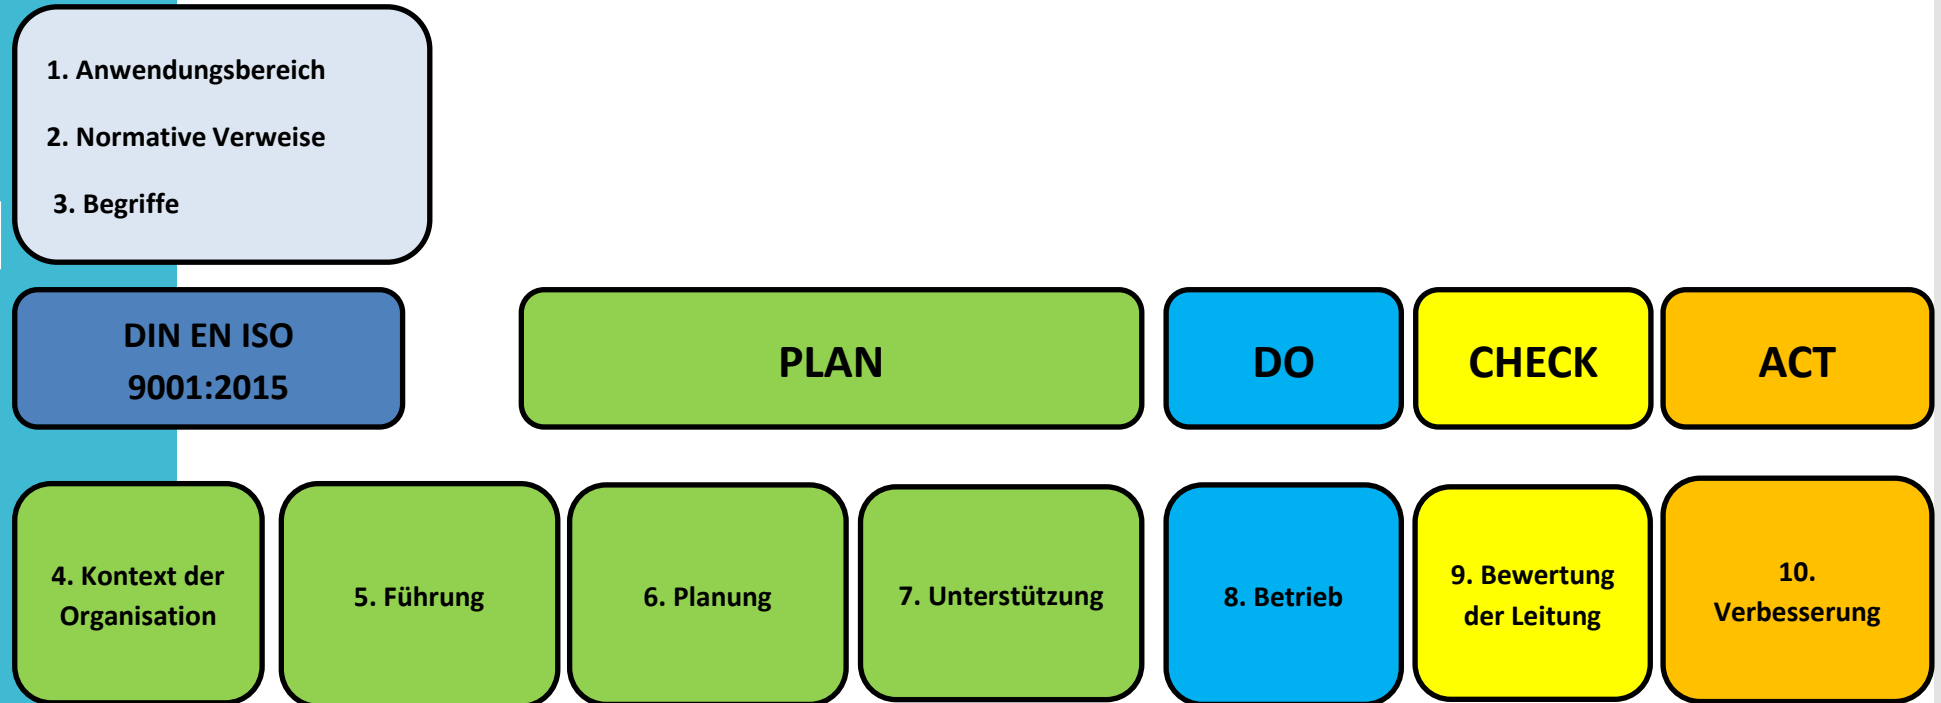 1. Anwendungsbereich
2. Normative Verweise
3. Begriffe
DIN EN ISO
9001:2015
PLAN
DO
CHECK
ACT
4. Kontext der
Organisation
5. Führung
6. Planung
7. Unterstützung
8. Betrieb
9. Bewertung
der Leitung
10.
Verbesserung